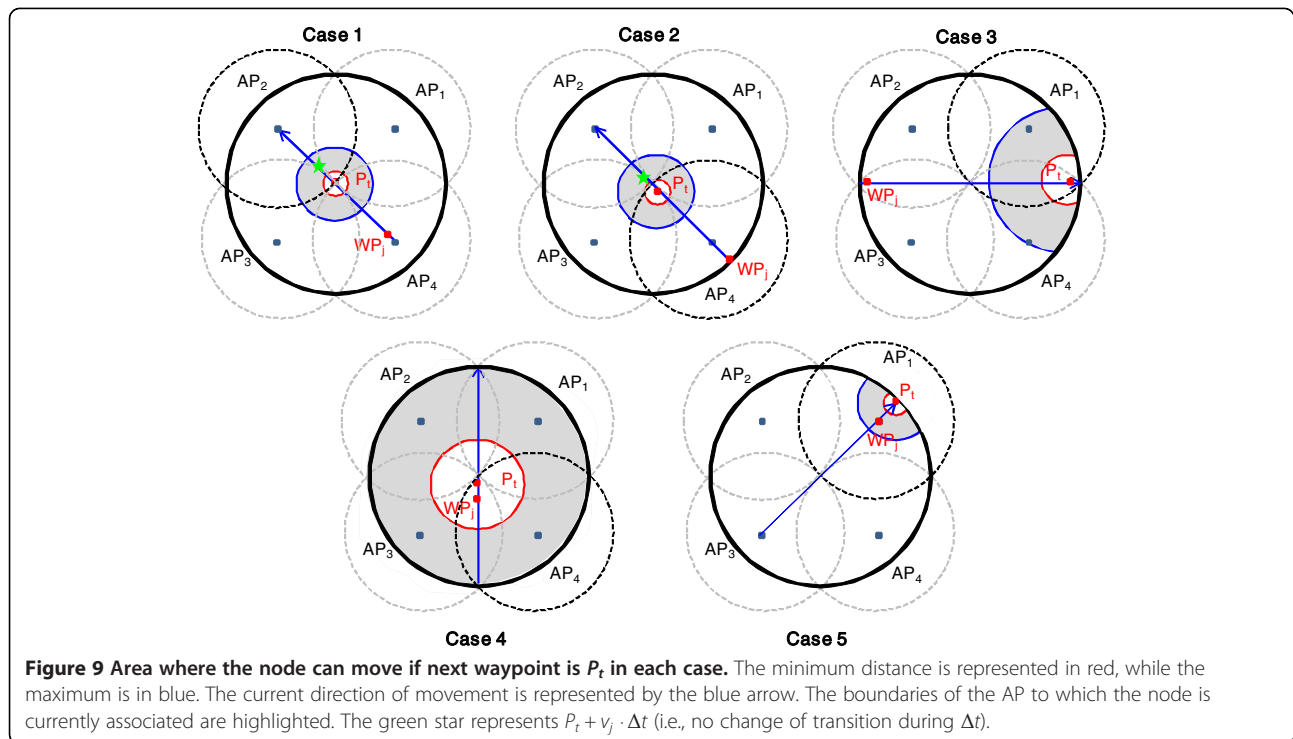 Case 1
AP2
AP1
Pt
WPj
AP3
AP4
Case 2
AP2
AP1
Pt
WPj
AP3
AP4
Case 3
AP2
AP1
Pt
WPj
AP3
AP4
AP2
AP1
Pt
WPj
AP3
AP4
Case 4
AP2
AP1
Pt
WPj
AP3
AP4
Case 5
Figure 9 Area where the node can move if next waypoint is Pt in each case. The minimum distance is represented in red, while the
maximum is in blue. The current direction of movement is represented by the blue arrow. The boundaries of the AP to which the node is
currently associated are highlighted. The green star represents Pt + vj · Δt (i.e., no change of transition during Δt).